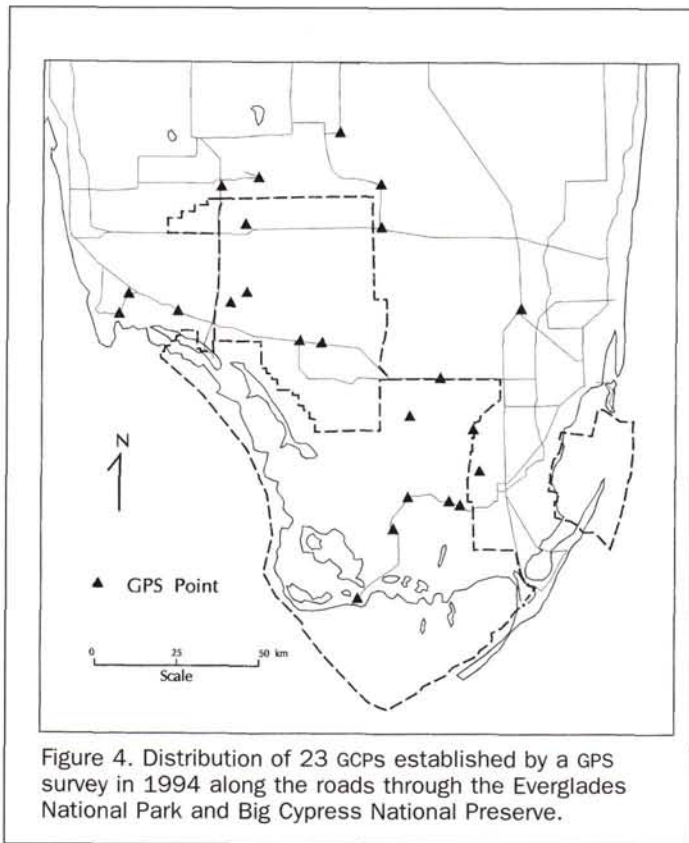 N
GPS Point
0 25 50 km
Scale
Figure 4. Distribution of 23 GCPs established by a GPS
survey in 1994 along the roads through the Everglades
National Park and Big Cypress National Preserve.